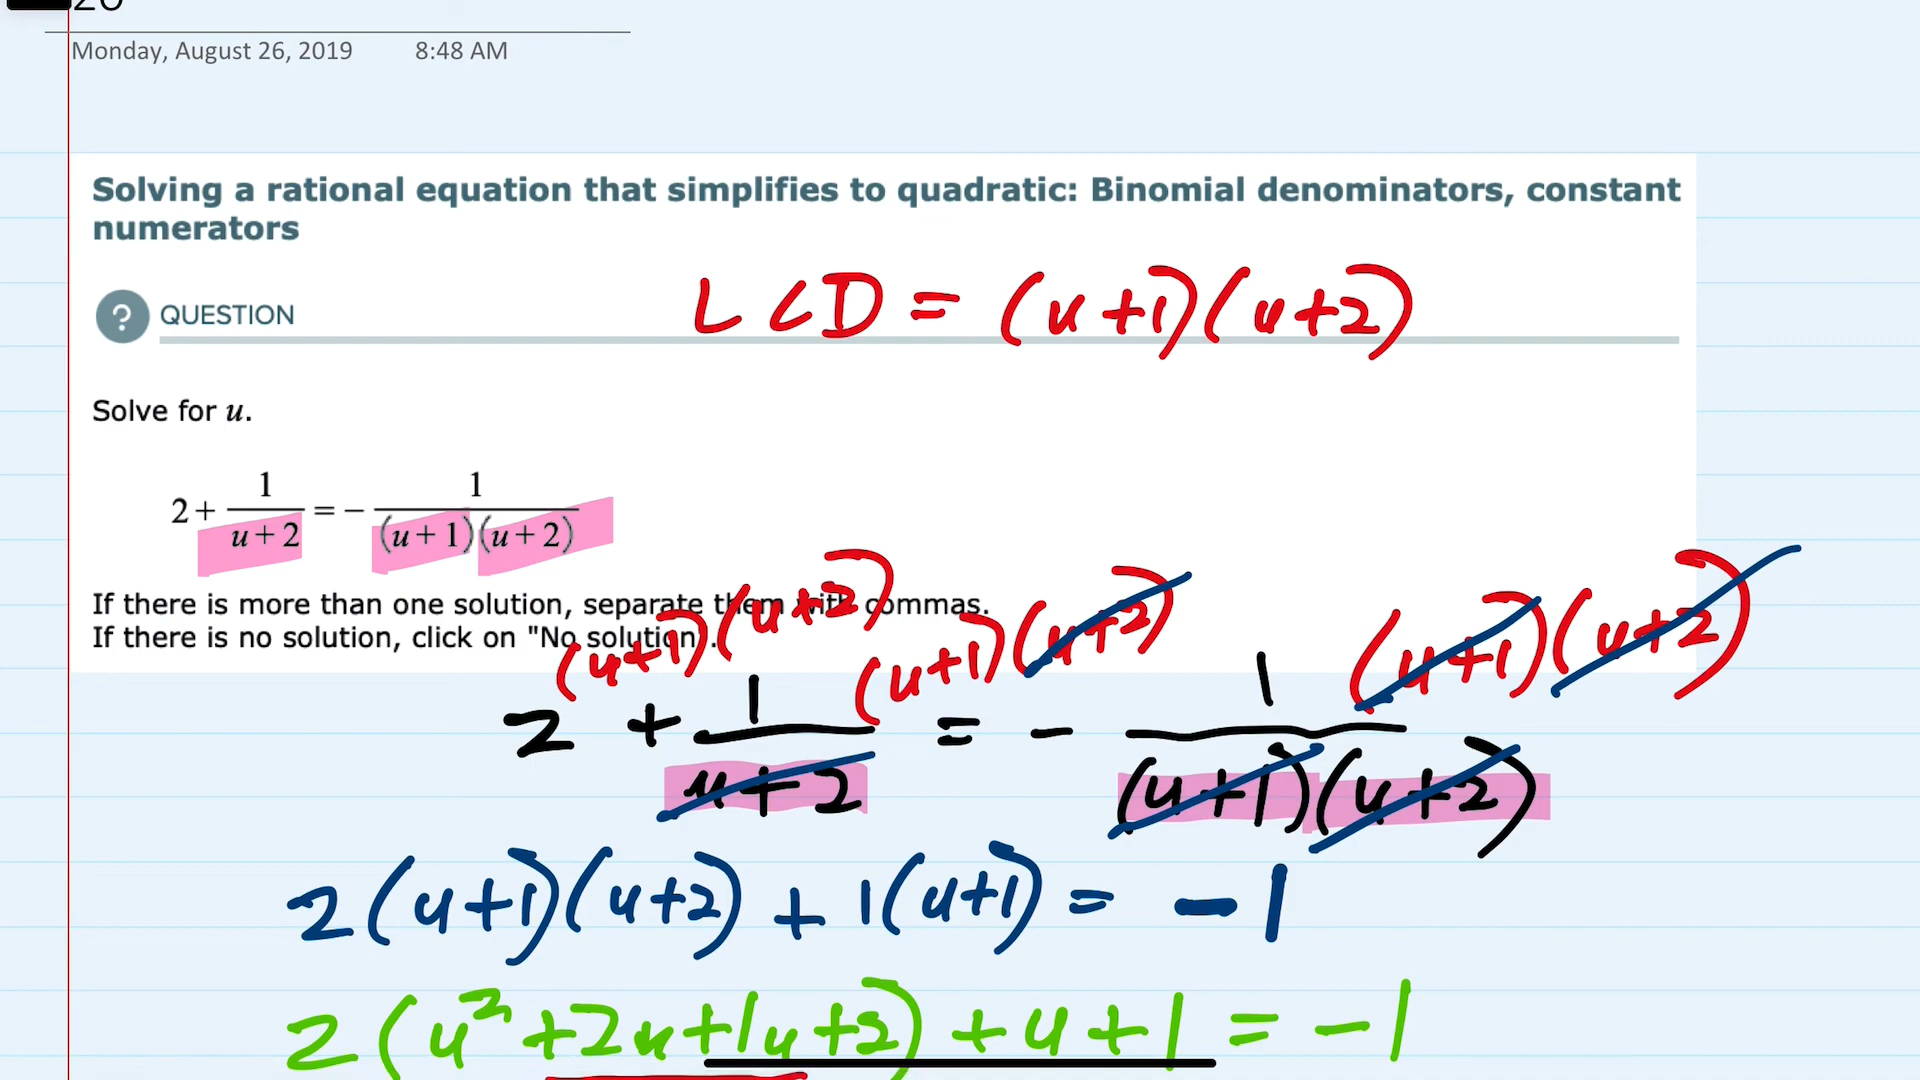 Monday, August 26, 2019 8:48 AM
Solving a rational equation that simplifies to quadratic: Binomial denominators, constant
numerators
? QUESTION
LCD = (u+1)(u+2)
Solve for u.
2 + 1/(u + 2) = − 1/((u + 1)(u + 2))
If there is more than one solution, separate them with commas.
If there is no solution, click on "No solution".
(u+1)(u+2) (u+1)(u+2) (u+1)(u+2)
2 + 1/(u+2) = - 1/((u+1)(u+2))
2(u+1)(u+2) + 1(u+1) = -1
2(u²+2u+1u+2) + u + 1 = -1